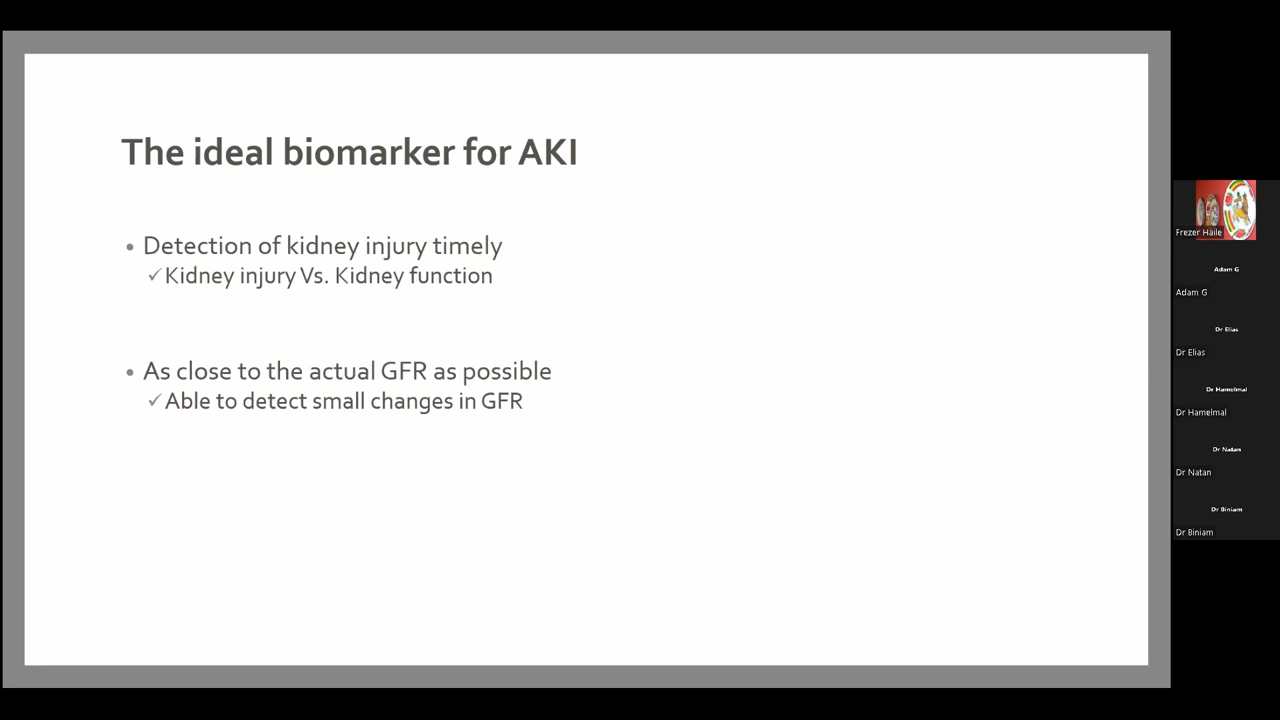 The ideal biomarker for AKI
• Detection of kidney injury timely
✓Kidney injury Vs. Kidney function
• As close to the actual GFR as possible
✓Able to detect small changes in GFR
Frezer Haile
Adam G
Adam G
Dr Elias
Dr Elias
Dr Hamelmal
Dr Hamelmal
Dr Natan
Dr Natan
Dr Biniam
Dr Biniam